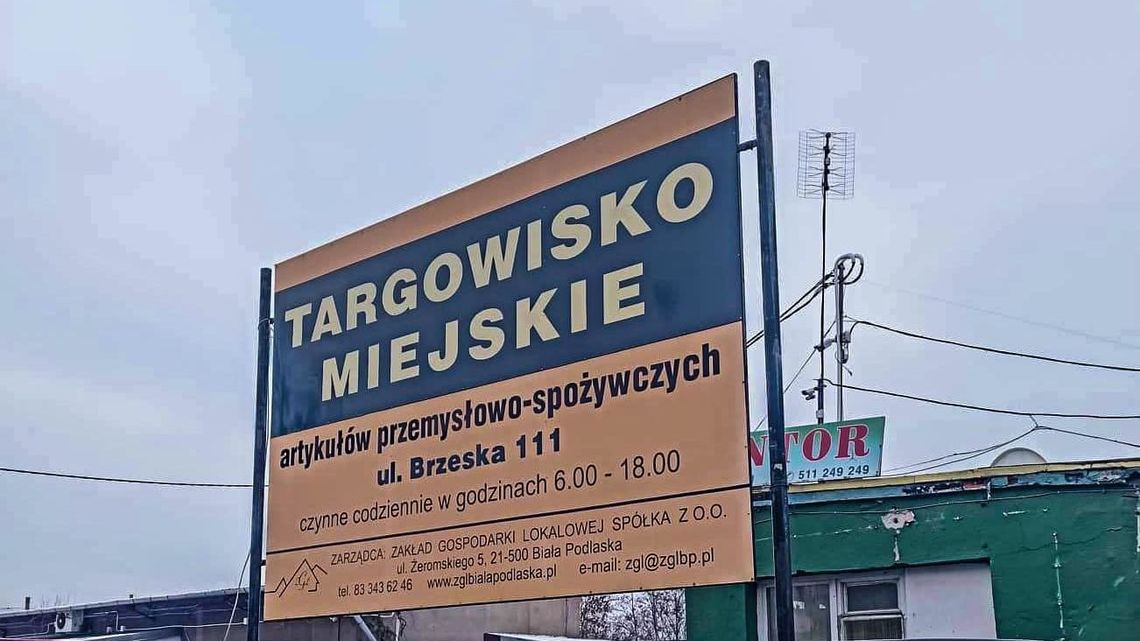 TARGOWISKO
MIEJSKIE
artykułów przemysłowo-spożywczych
ul. Brzeska 111
czynne codziennie w godzinach 6.00 - 18.00
ZARZĄDCA: ZAKŁAD GOSPODARKI LOKALOWEJ SPÓŁKA Z O.O.
ul. Żeromskiego 5, 21-500 Biała Podlaska
tel. 83 343 62 46 www.zglbialapodlaska.pl e-mail: zgl@zglbp.pl
NTOR
511 249 249